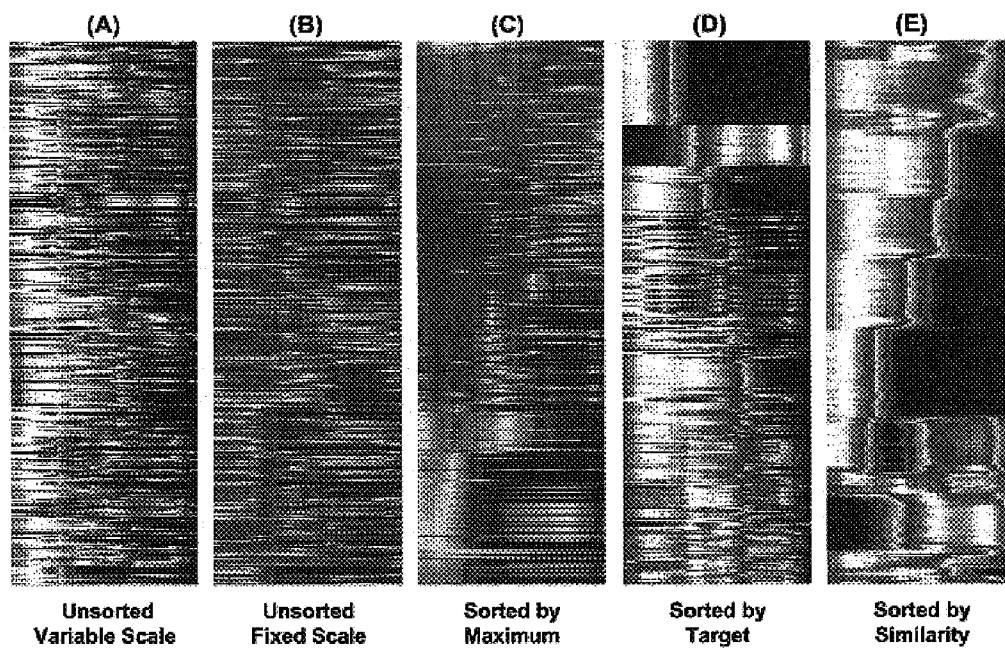 (A) (B) (C) (D) (E)
Unsorted Unsorted Sorted by Sorted by Sorted by
Variable Scale Fixed Scale Maximum Target Similarity